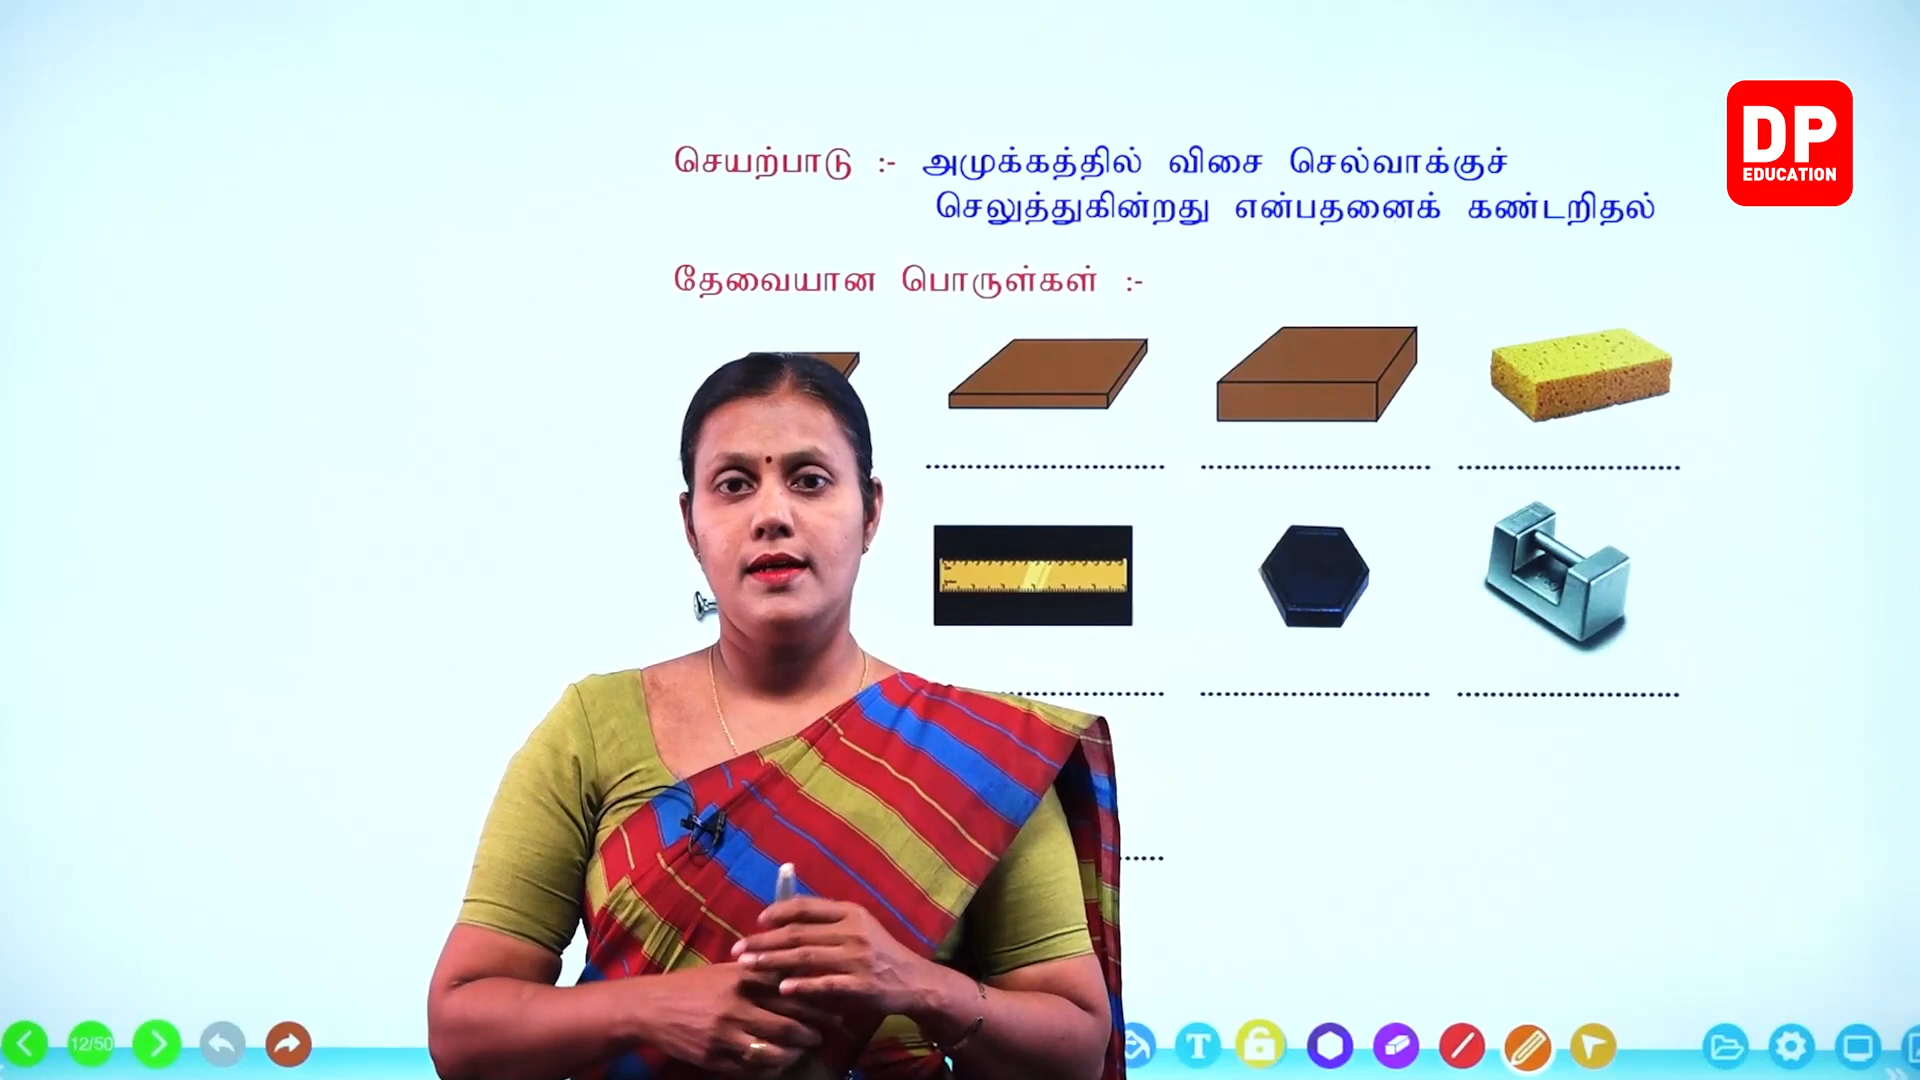 DP
EDUCATION
செயற்பாடு :- அமுக்கத்தில் விசை செல்வாக்குச்
செலுத்துகின்றது என்பதனைக் கண்டறிதல்
தேவையான பொருள்கள் :-
12/50
T